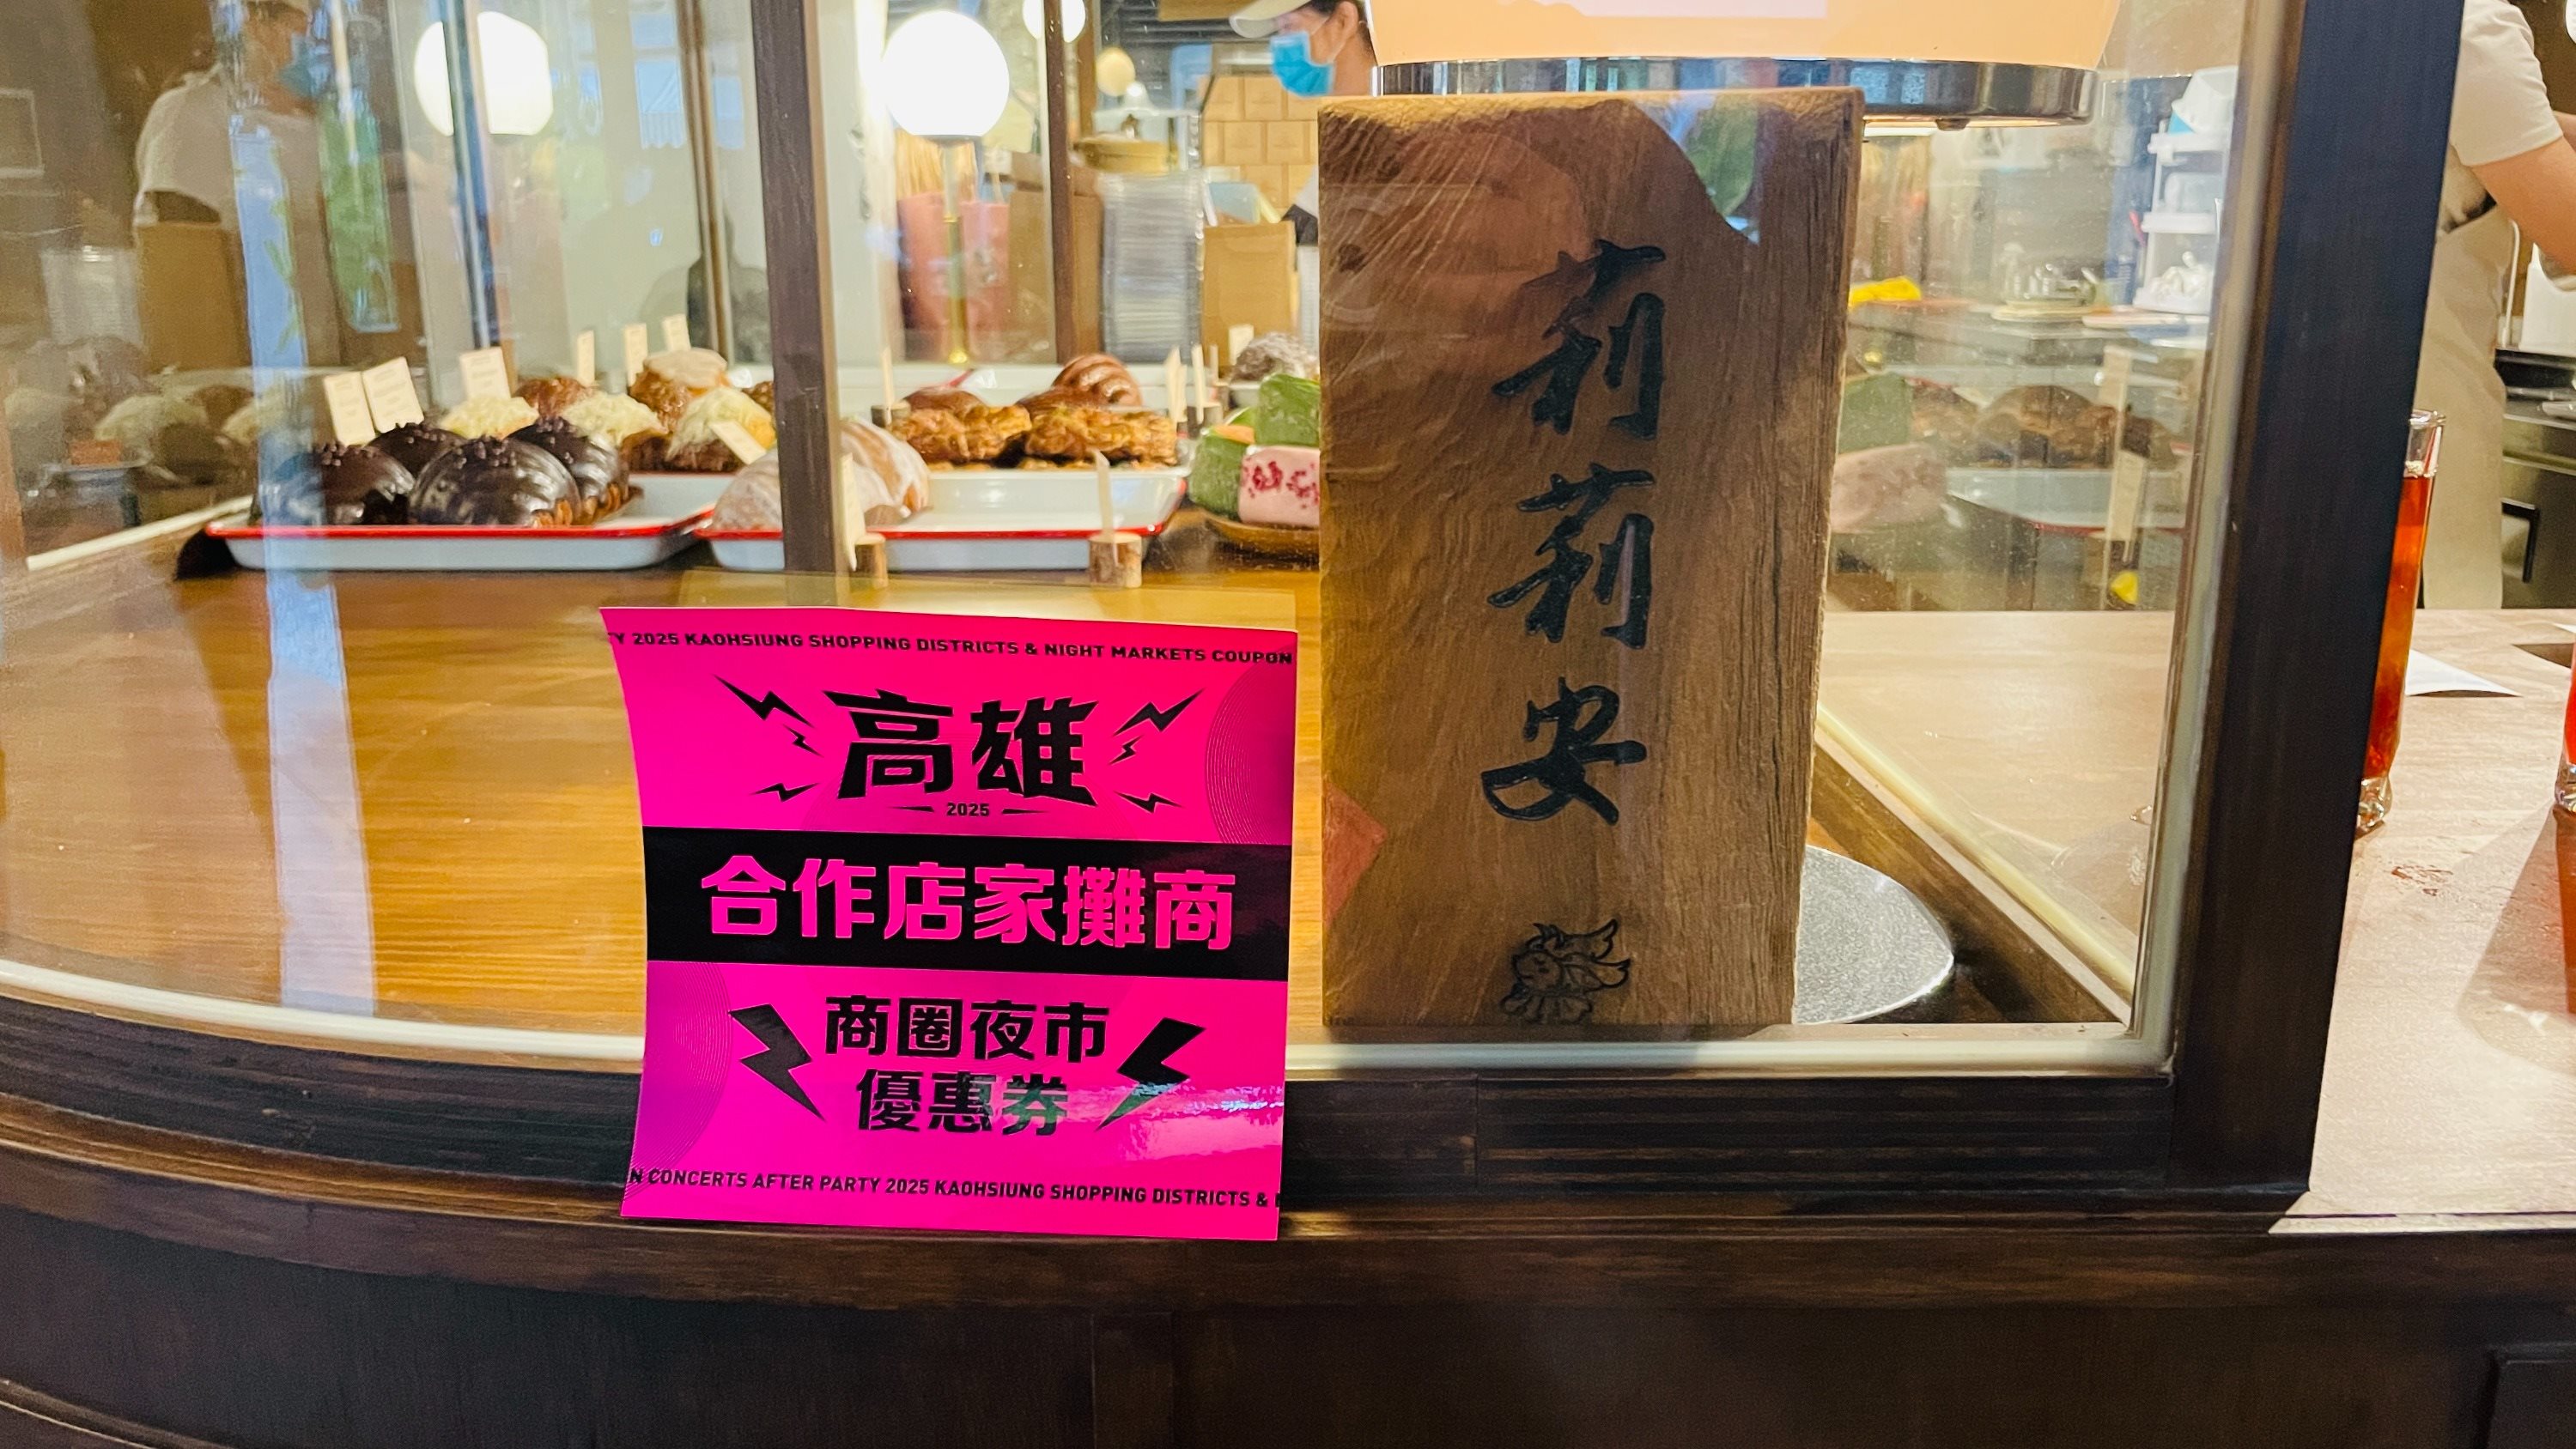 Y 2025 KAOHSIUNG SHOPPING DISTRICTS & NIGHT MARKETS COUPON
高雄
2025
合作店家攤商
商圈夜市
優惠券
N CONCERTS AFTER PARTY 2025 KAOHSIUNG SHOPPING DISTRICTS &
莉莉安